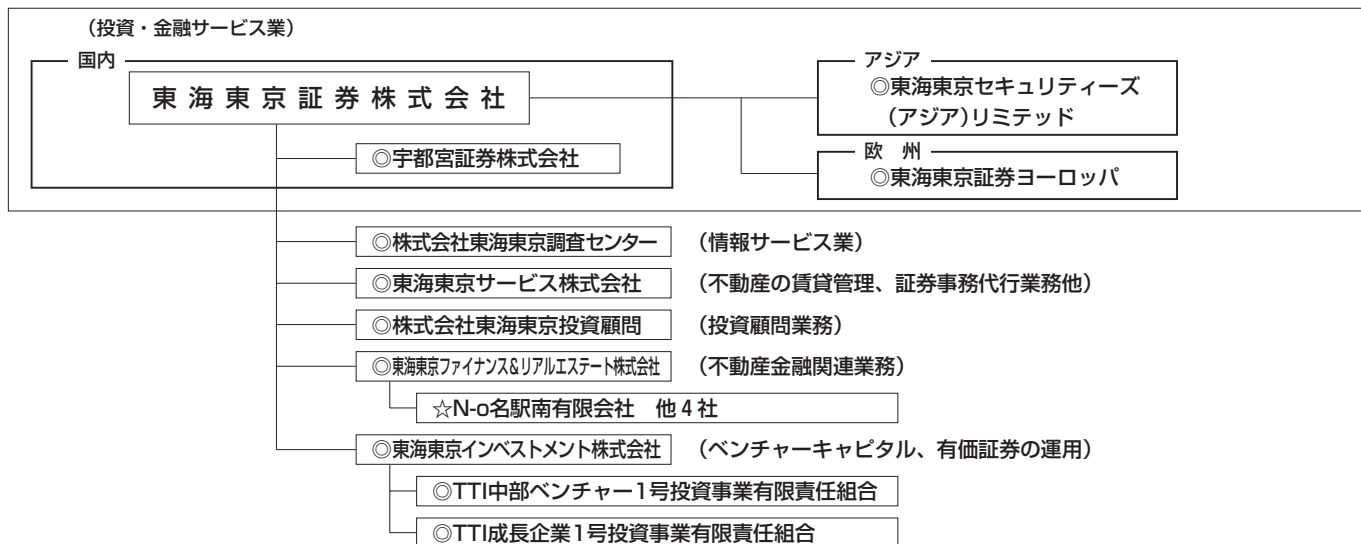 （投資・金融サービス業）
国内
東海東京証券株式会社
◎宇都宮証券株式会社
アジア
◎東海東京セキュリティーズ
（アジア）リミテッド
欧　州
◎東海東京証券ヨーロッパ
◎株式会社東海東京調査センター （情報サービス業）
◎東海東京サービス株式会社 （不動産の賃貸管理、証券事務代行業務他）
◎株式会社東海東京投資顧問 （投資顧問業務）
◎東海東京ファイナンス&リアルエステート株式会社 （不動産金融関連業務）
☆N-o名駅南有限会社　他4社
◎東海東京インベストメント株式会社 （ベンチャーキャピタル、有価証券の運用）
◎TTI中部ベンチャー1号投資事業有限責任組合
◎TTI成長企業1号投資事業有限責任組合